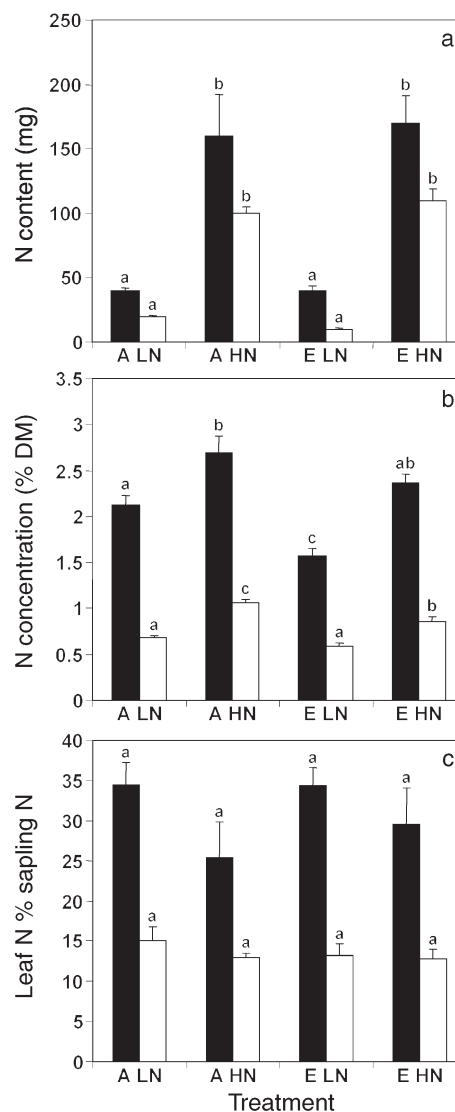 250
a
200
150
100
50
0
N content (mg)
a a b b a a b b
A LN A HN E LN E HN
3.5
b
3
2.5
2
1.5
1
0.5
0
N concentration (% DM)
a a b c c a ab b
A LN A HN E LN E HN
40
c
35
30
25
20
15
10
5
0
Leaf N % sapling N
a a a a a a a a
A LN A HN E LN E HN
Treatment